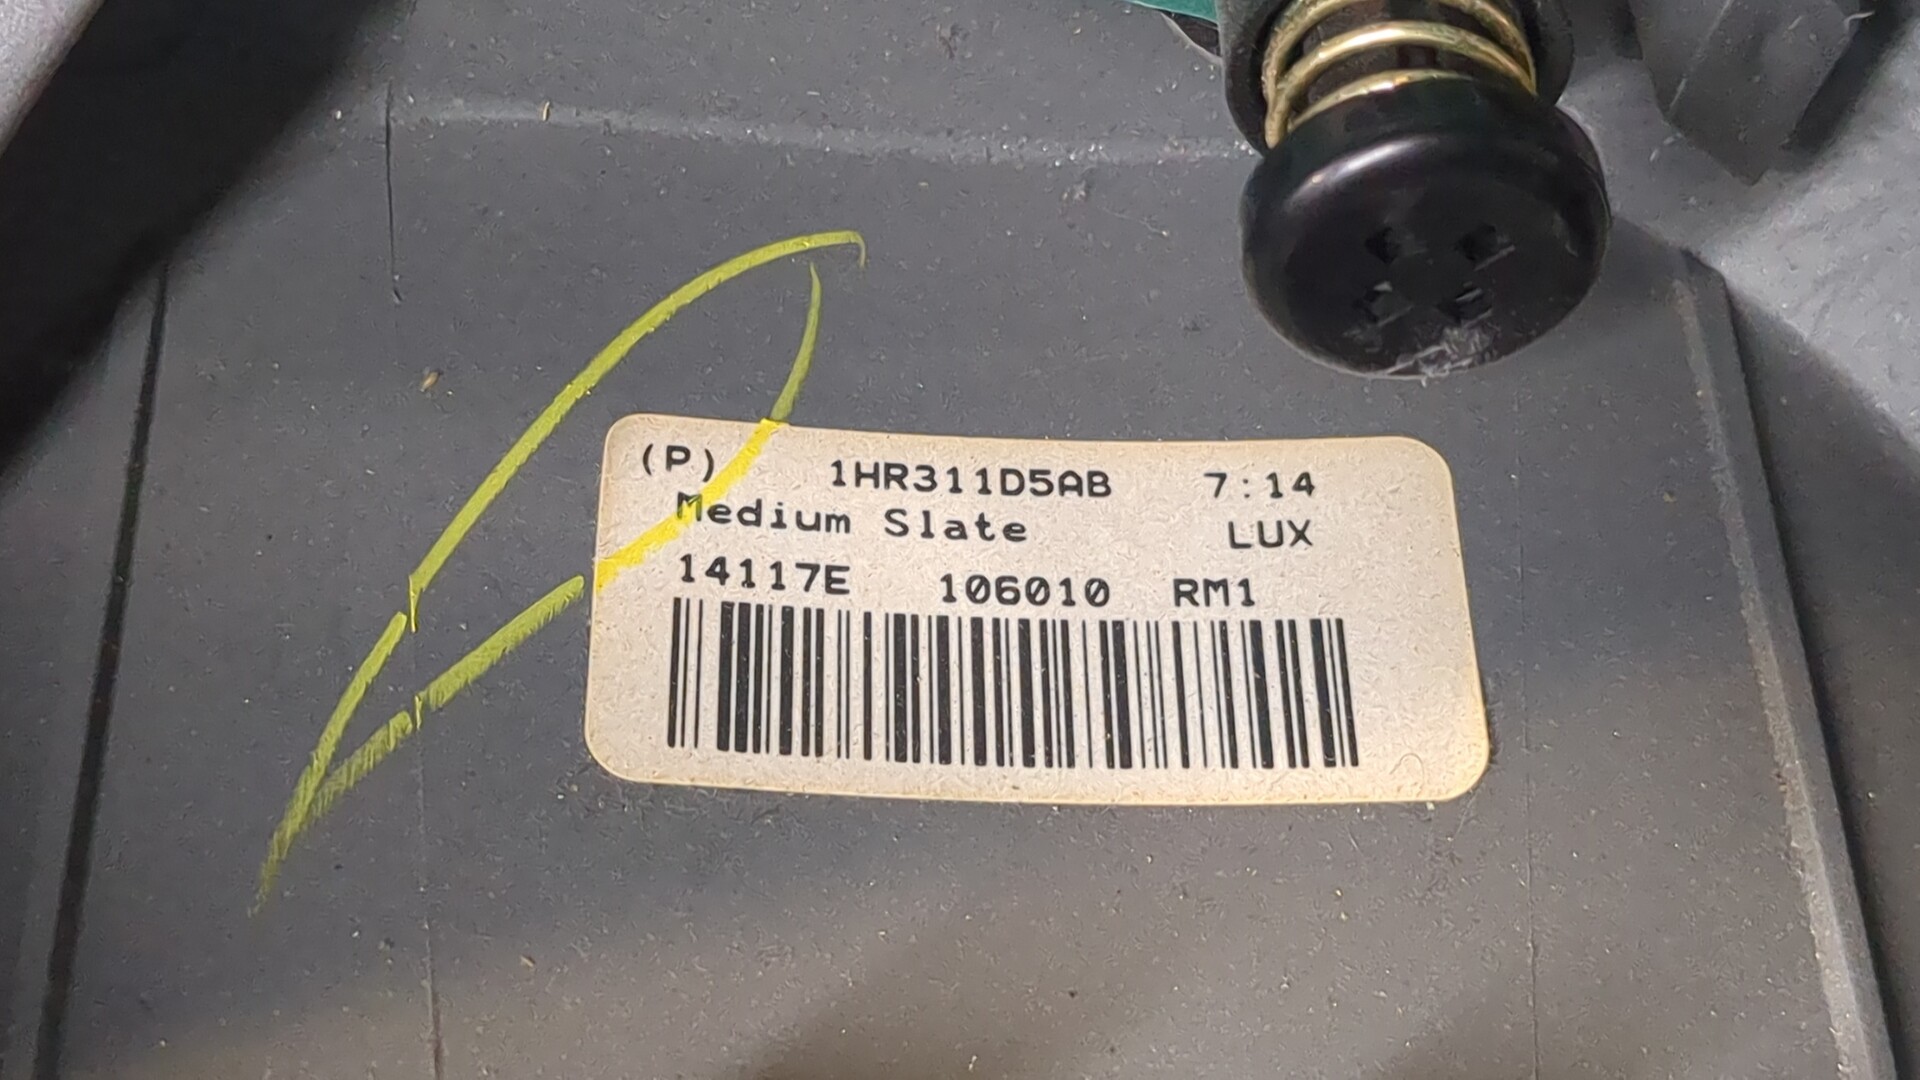 (P) 1HR311D5AB 7:14
Medium Slate LUX
14117E 106010 RM1